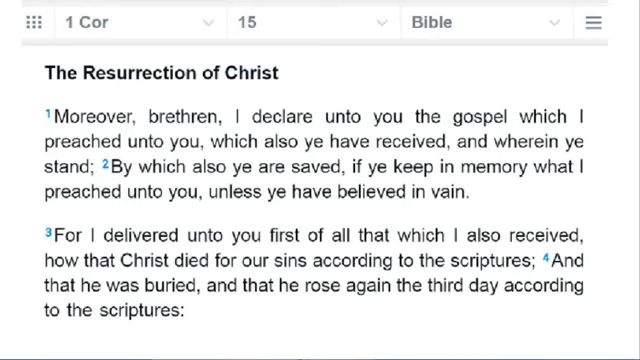 1 Cor 15 Bible
The Resurrection of Christ
1Moreover, brethren, I declare unto you the gospel which I
preached unto you, which also ye have received, and wherein ye
stand; 2By which also ye are saved, if ye keep in memory what I
preached unto you, unless ye have believed in vain.
3For I delivered unto you first of all that which I also received,
how that Christ died for our sins according to the scriptures; 4And
that he was buried, and that he rose again the third day according
to the scriptures: